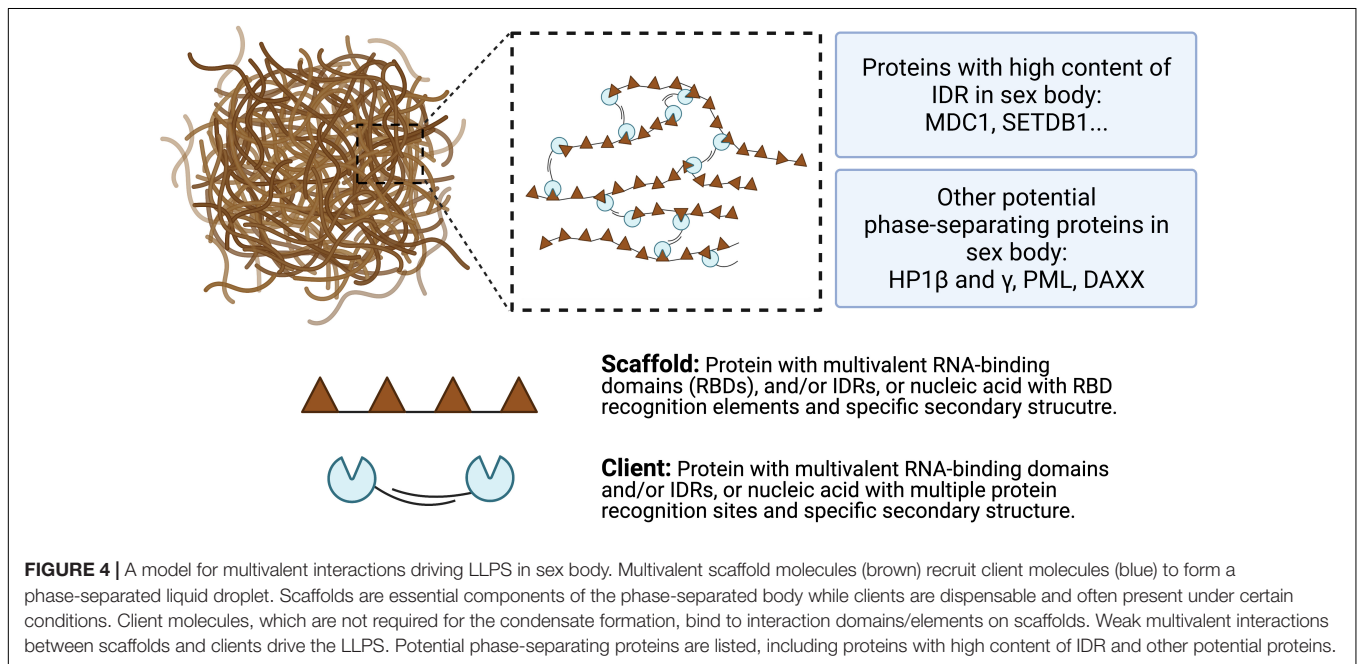 Proteins with high content of
IDR in sex body:
MDC1, SETDB1...
Other potential
phase-separating proteins in
sex body:
HP1β and γ, PML, DAXX
Scaffold: Protein with multivalent RNA-binding
domains (RBDs), and/or IDRs, or nucleic acid with RBD
recognition elements and specific secondary strucutre.
Client: Protein with multivalent RNA-binding domains
and/or IDRs, or nucleic acid with multiple protein
recognition sites and specific secondary structure.
FIGURE 4 | A model for multivalent interactions driving LLPS in sex body. Multivalent scaffold molecules (brown) recruit client molecules (blue) to form a
phase-separated liquid droplet. Scaffolds are essential components of the phase-separated body while clients are dispensable and often present under certain
conditions. Client molecules, which are not required for the condensate formation, bind to interaction domains/elements on scaffolds. Weak multivalent interactions
between scaffolds and clients drive the LLPS. Potential phase-separating proteins are listed, including proteins with high content of IDR and other potential proteins.